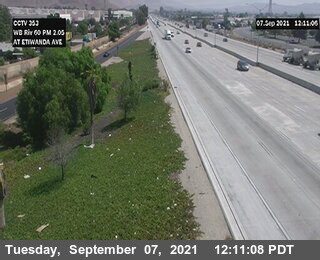 CCTV 353
WB Riv 60 PM 2.05
AT ETIWANDA AVE
07.Sep 2021
12:11:06
Tuesday, September 07, 2021 12:11:08 PDT